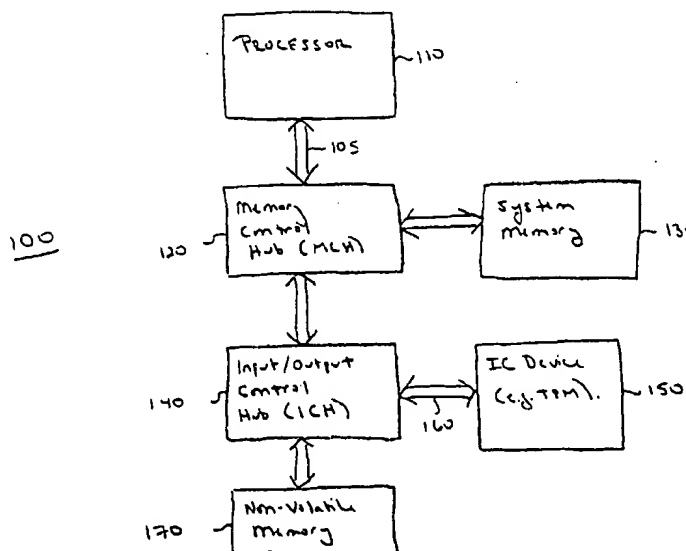 PROCESSOR
110
105
100
Memory
Control
Hub (MCH)
120
System
Memory
Input/Output
Control
Hub (ICH)
140
IC Device
(e.g. TPM).
150
160
Non-Volatile
Memory
170